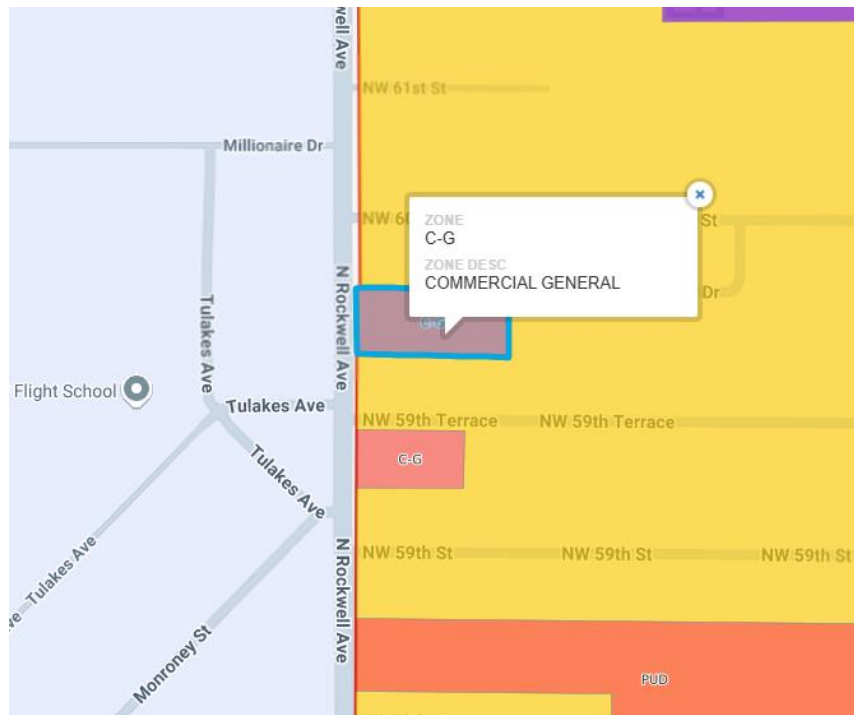 well Ave
NW 61st St
Millionaire Dr
ZONE
C-G
ZONE DESC
COMMERCIAL GENERAL
NW 60
St
Dr
C-G
N Rockwell Ave
Tulakes Ave
Flight School
Tulakes Ave
NW 59th Terrace
NW 59th Terrace
Tulakes Ave
C-G
N Rockwell Ave
NW 59th St
NW 59th St
NW 59th St
Tulakes Ave
ve
Monroney St
PUD